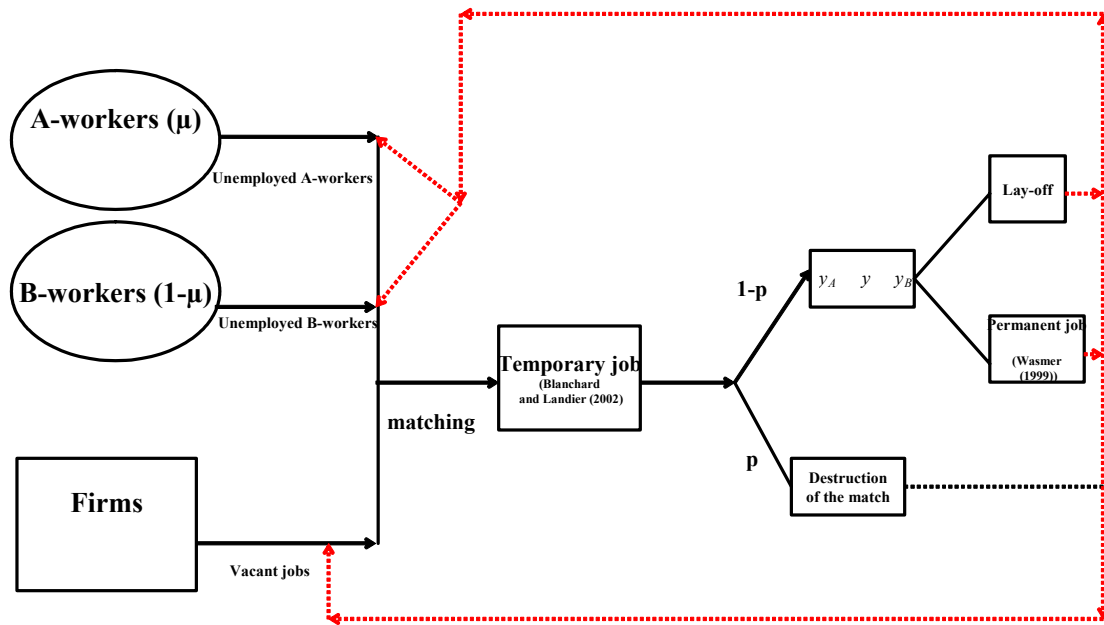 A-workers (μ)
Unemployed A-workers
B-workers (1-μ)
Unemployed B-workers
Firms
Vacant jobs
matching
Temporary job
(Blanchard
and Landier (2002)
1-p
p
y_A y y_B
Lay-off
Permanent job
(Wasmer
(1999))
Destruction
of the match